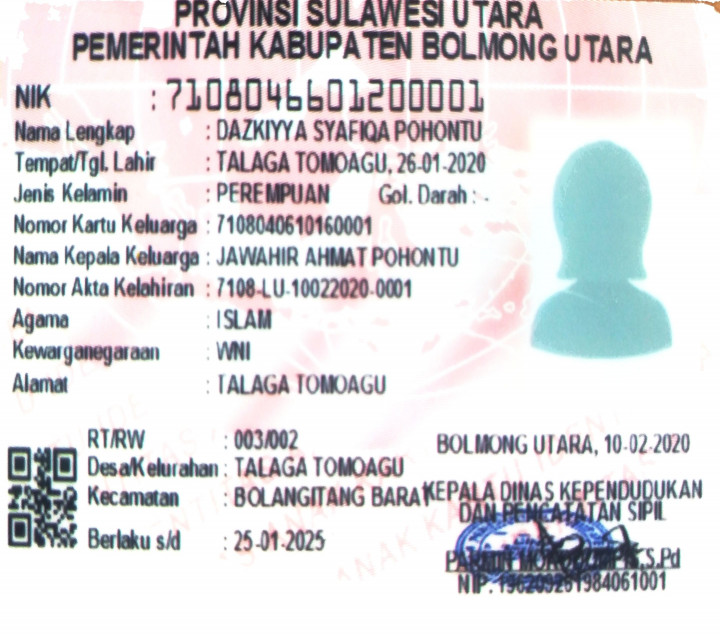 PROVINSI SULAWESI UTARA
PEMERINTAH KABUPATEN BOLMONG UTARA
NIK : 7108046601200001
Nama Lengkap : DAZKIYYA SYAFIQA POHONTU
Tempat/Tgl. Lahir : TALAGA TOMOAGU, 26-01-2020
Jenis Kelamin : PEREMPUAN Gol. Darah : -
Nomor Kartu Keluarga : 7108040610160001
Nama Kepala Keluarga : JAWAHIR AHMAT POHONTU
Nomor Akta Kelahiran : 7108-LU-10022020-0001
Agama : ISLAM
Kewarganegaraan : WNI
Alamat : TALAGA TOMOAGU
RT/RW : 003/002
Desa/Kelurahan : TALAGA TOMOAGU
Kecamatan : BOLANGITANG BARAT
Berlaku s/d : 25-01-2025
BOLMONG UTARA, 10-02-2020
KEPALA DINAS KEPENDUDUKAN
DAN PENCATATAN SIPIL
S.Pd
NIP. 196209261984061001